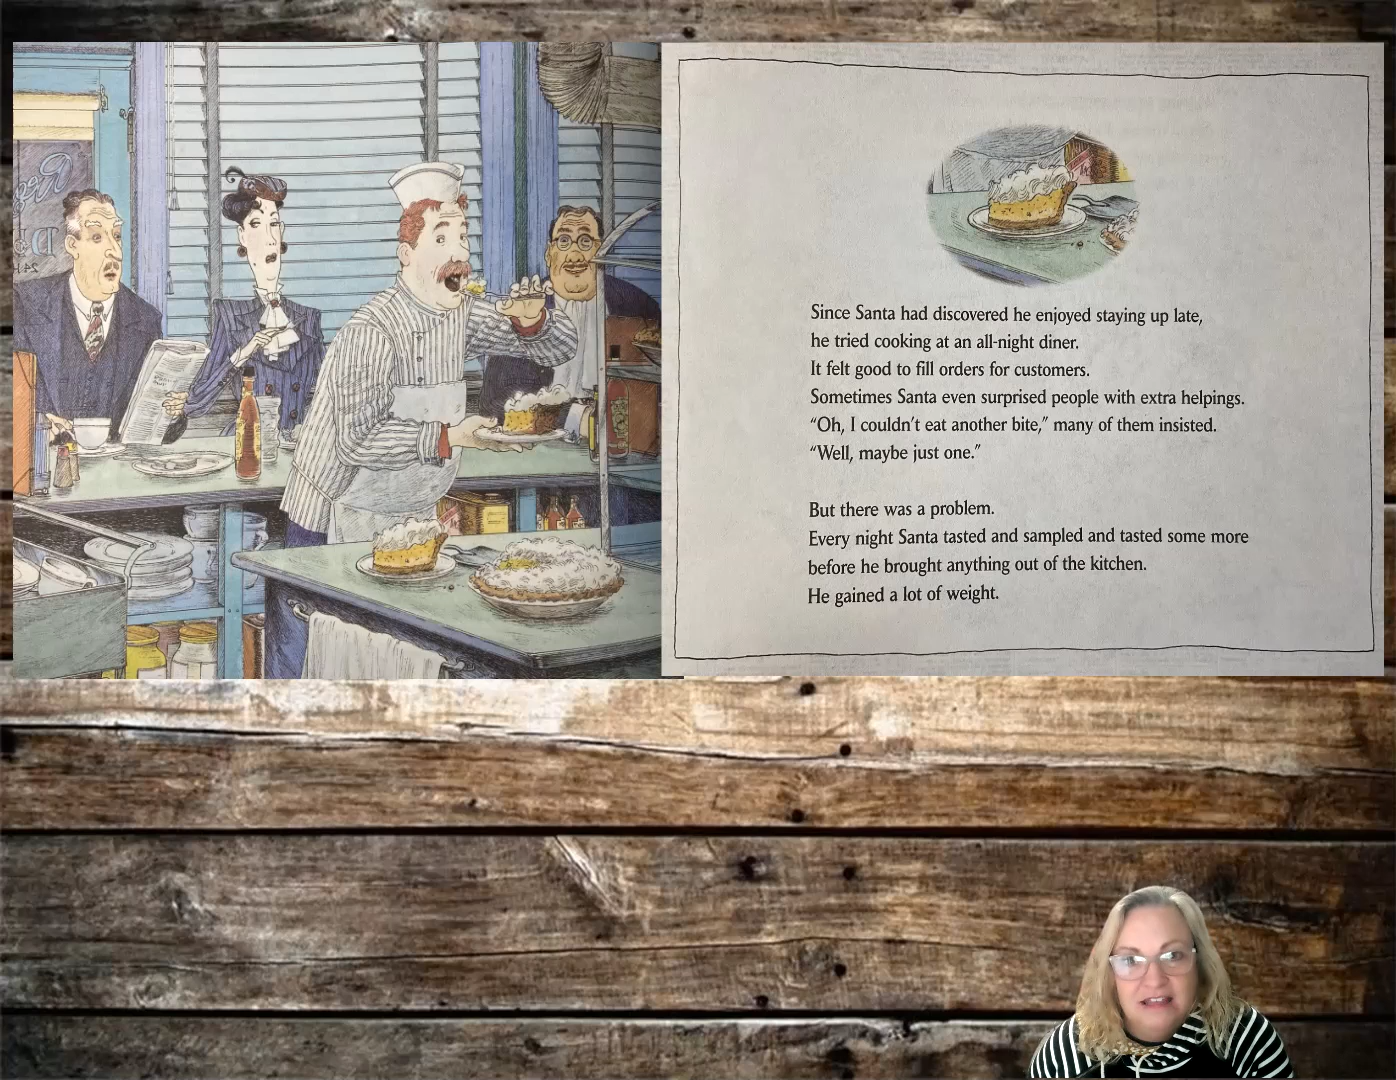 Since Santa had discovered he enjoyed staying up late,
he tried cooking at an all-night diner.
It felt good to fill orders for customers.
Sometimes Santa even surprised people with extra helpings.
“Oh, I couldn’t eat another bite,” many of them insisted.
“Well, maybe just one.”
But there was a problem.
Every night Santa tasted and sampled and tasted some more
before he brought anything out of the kitchen.
He gained a lot of weight.